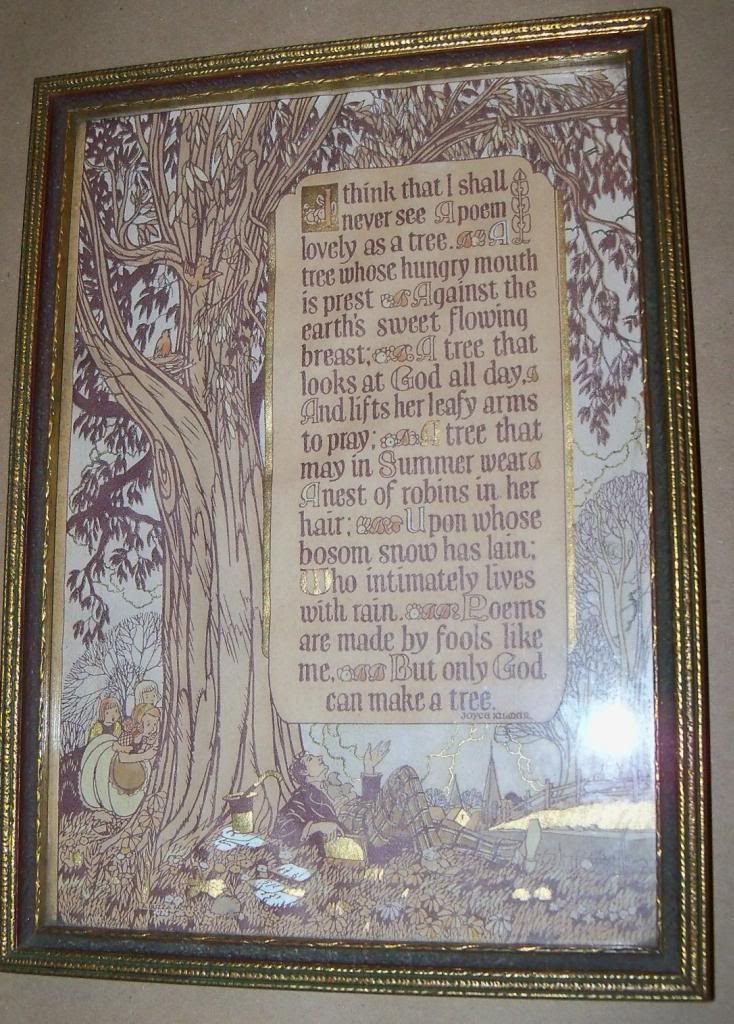 I think that I shall
never see A poem
lovely as a tree. A
tree whose hungry mouth
is prest Against the
earth's sweet flowing
breast; A tree that
looks at God all day,
And lifts her leafy arms
to pray; A tree that
may in Summer wear
A nest of robins in her
hair; Upon whose
bosom snow has lain;
Who intimately lives
with rain. Poems
are made by fools like
me, But only God
can make a tree.
JOYCE KILMER